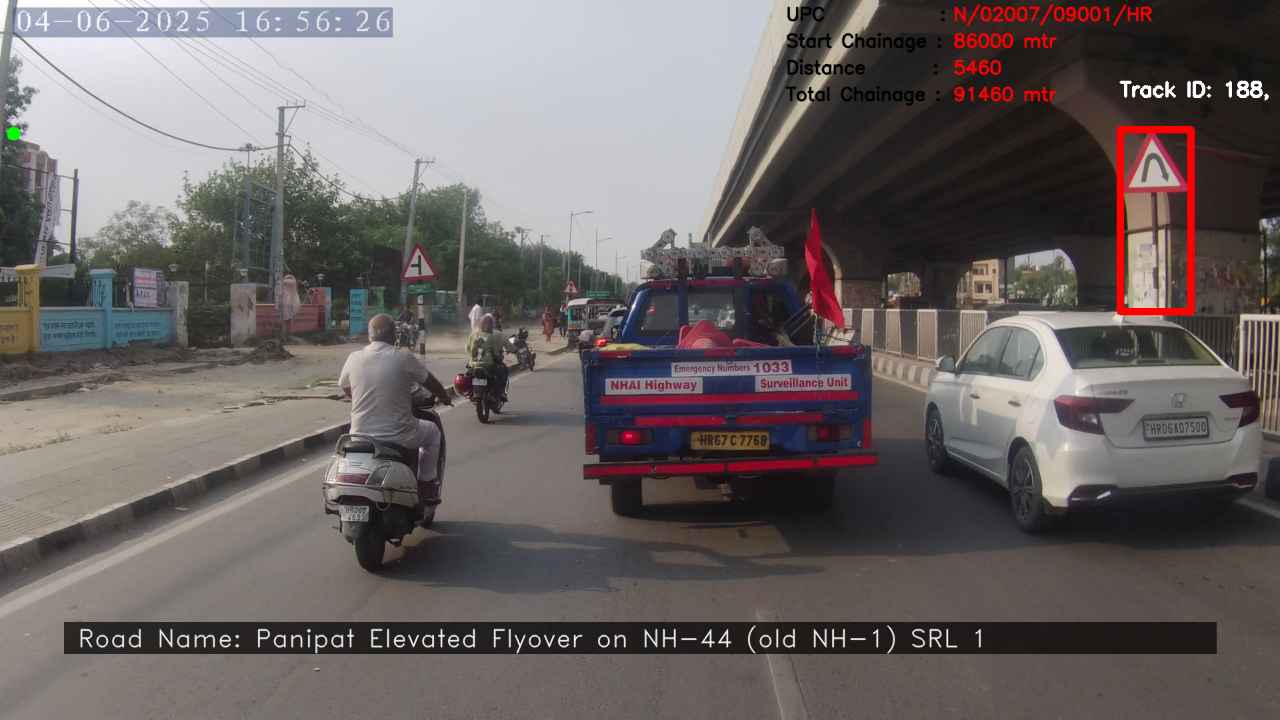 04-06-2025 16:56:26
UPC : N/02007/09001/HR
Start Chainage : 86000 mtr
Distance : 5460
Total Chainage : 91460 mtr
Track ID: 188,
Emergency Numbers 1033
NHAI Highway Surveillance Unit
HR67C7768
HR06AD7500
Road Name: Panipat Elevated Flyover on NH-44 (old NH-1) SRL 1